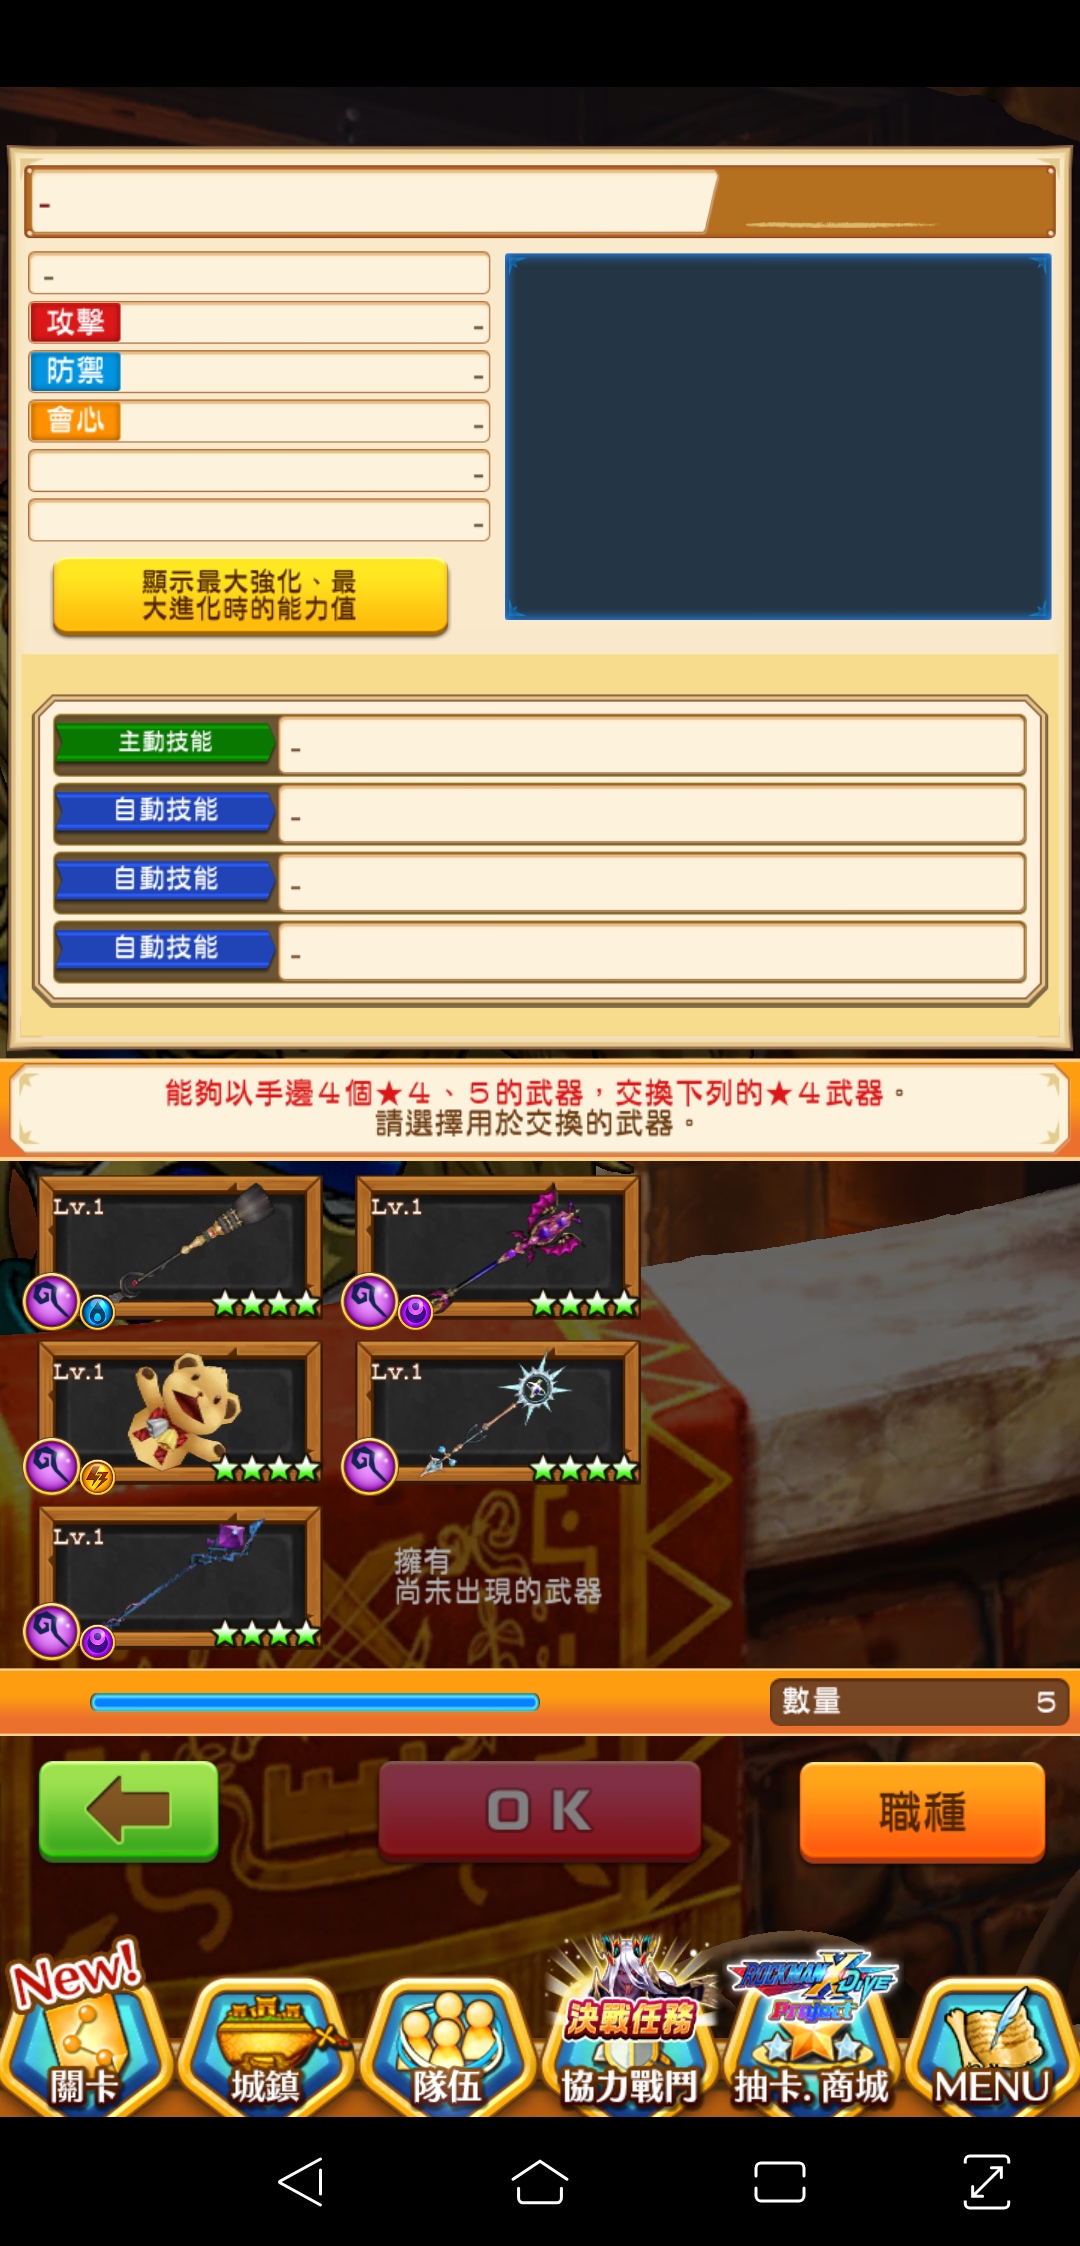 -
-
攻擊 -
防禦 -
會心 -
-
-
顯示最大強化、最
大進化時的能力值
主動技能 -
自動技能 -
自動技能 -
自動技能 -
能夠以手邊4個★4、5的武器，交換下列的★4武器。
請選擇用於交換的武器。
Lv.1 Lv.1
Lv.1 Lv.1
Lv.1
擁有
尚未出現的武器
數量 5
OK 職種
New!
決戰任務
ROCKMAN X DiVE
Project
關卡 城鎮 隊伍 協力戰鬥 抽卡.商城 MENU